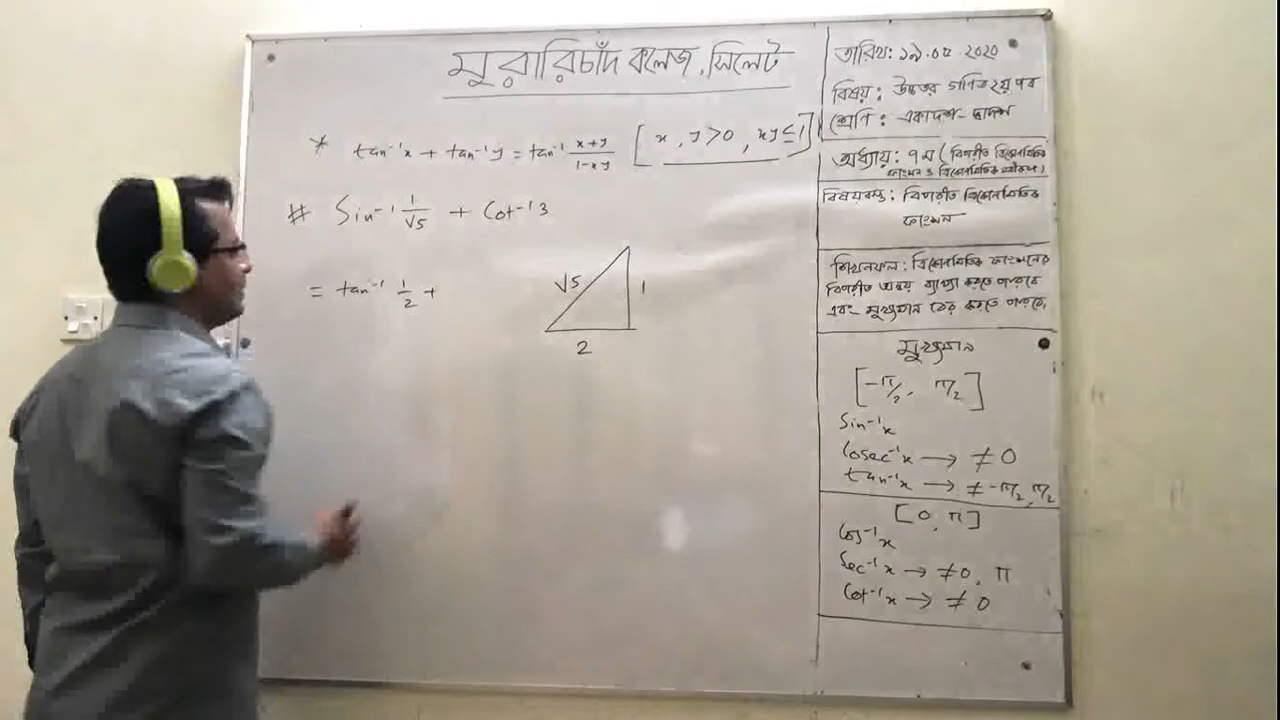 মুরারিচাঁদ কলেজ, সিলেট
* tan⁻¹x + tan⁻¹y = tan⁻¹ (x+y)/(1-xy) [x, y>0, xy≤1]
# Sin⁻¹ 1/√5 + Cot⁻¹3
= tan⁻¹ 1/2 +
√5
1
2
তারিখ: ১৯.০৫.২০২০
বিষয়: উচ্চতর গণিত ২য় পত্র
শ্রেণি: একাদশ-দ্বাদশ
অধ্যায়: ৭ম (বিপরীত ত্রিকোণমিতিক
ফাংশন ও ত্রিকোণমিতিক সমীকরণ)
বিষয়বস্তু: বিপরীত ত্রিকোণমিতিক
ফাংশন
শিখনফল: ত্রিকোণমিতিক ফাংশনের
বিপরীত অন্বয় ব্যাখ্যা করতে পারবে
এবং মুখ্যমান বের করতে পারবে।
মুখ্যমান
[-π/2, π/2]
Sin⁻¹x
Cosec⁻¹x → ≠ 0
tan⁻¹x → ≠ -π/2, π/2
[0, π]
Cos⁻¹x
Sec⁻¹x → ≠0, π
Cot⁻¹x → ≠ 0